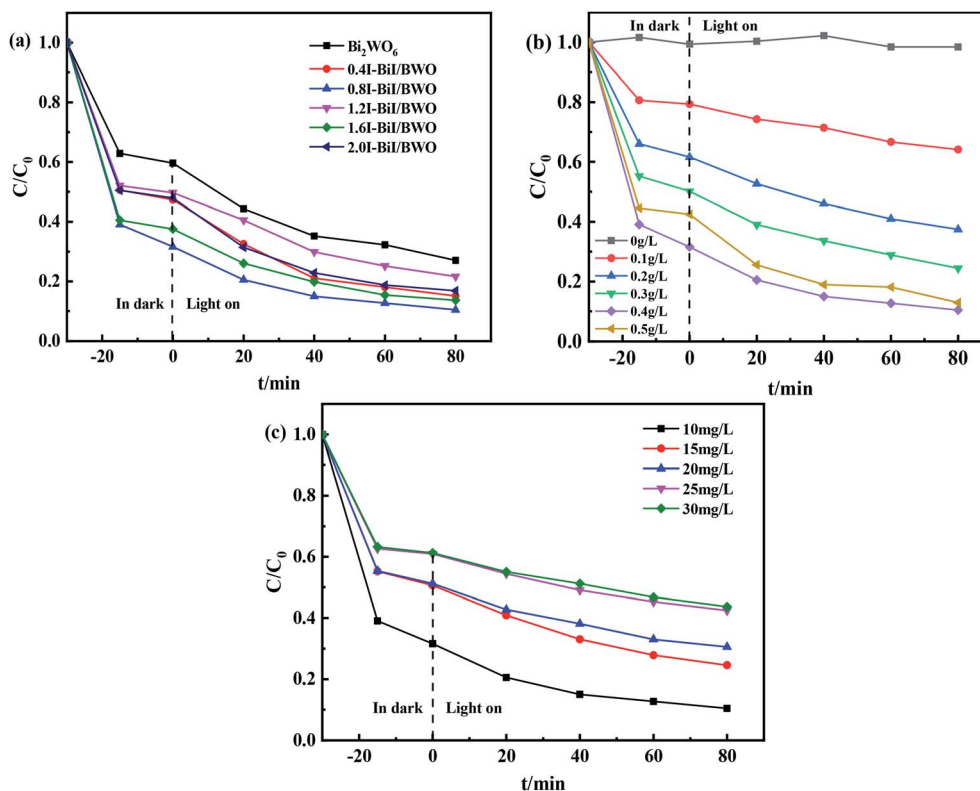 (a)
Bi₂WO₆
0.4I-BiI/BWO
0.8I-BiI/BWO
1.2I-BiI/BWO
1.6I-BiI/BWO
2.0I-BiI/BWO
In dark
Light on
C/C₀
1.0
0.8
0.6
0.4
0.2
0.0
-20
0
20
40
60
80
t/min
(b)
In dark
Light on
0g/L
0.1g/L
0.2g/L
0.3g/L
0.4g/L
0.5g/L
C/C₀
1.0
0.8
0.6
0.4
0.2
0.0
-20
0
20
40
60
80
t/min
(c)
10mg/L
15mg/L
20mg/L
25mg/L
30mg/L
In dark
Light on
C/C₀
1.0
0.8
0.6
0.4
0.2
0.0
-20
0
20
40
60
80
t/min